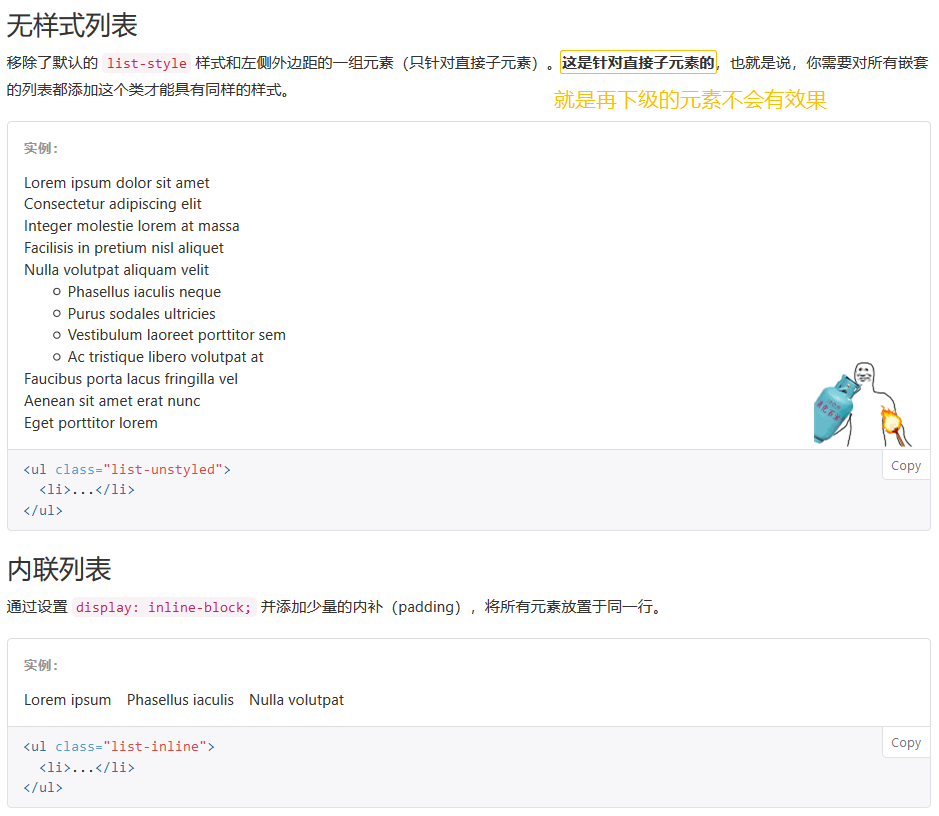 无样式列表
移除了默认的 list-style 样式和左侧外边距的一组元素（只针对直接子元素）。这是针对直接子元素的，也就是说，你需要对所有嵌套
的列表都添加这个类才能具有同样的样式。
就是再下级的元素不会有效果
实例：
Lorem ipsum dolor sit amet
Consectetur adipiscing elit
Integer molestie lorem at massa
Facilisis in pretium nisl aliquet
Nulla volutpat aliquam velit
Phasellus iaculis neque
Purus sodales ultricies
Vestibulum laoreet porttitor sem
Ac tristique libero volutpat at
Faucibus porta lacus fringilla vel
Aenean sit amet erat nunc
Eget porttitor lorem
Copy
<ul class="list-unstyled">
  <li>...</li>
</ul>
内联列表
通过设置 display: inline-block; 并添加少量的内补（padding），将所有元素放置于同一行。
实例：
Lorem ipsum Phasellus iaculis Nulla volutpat
Copy
<ul class="list-inline">
  <li>...</li>
</ul>